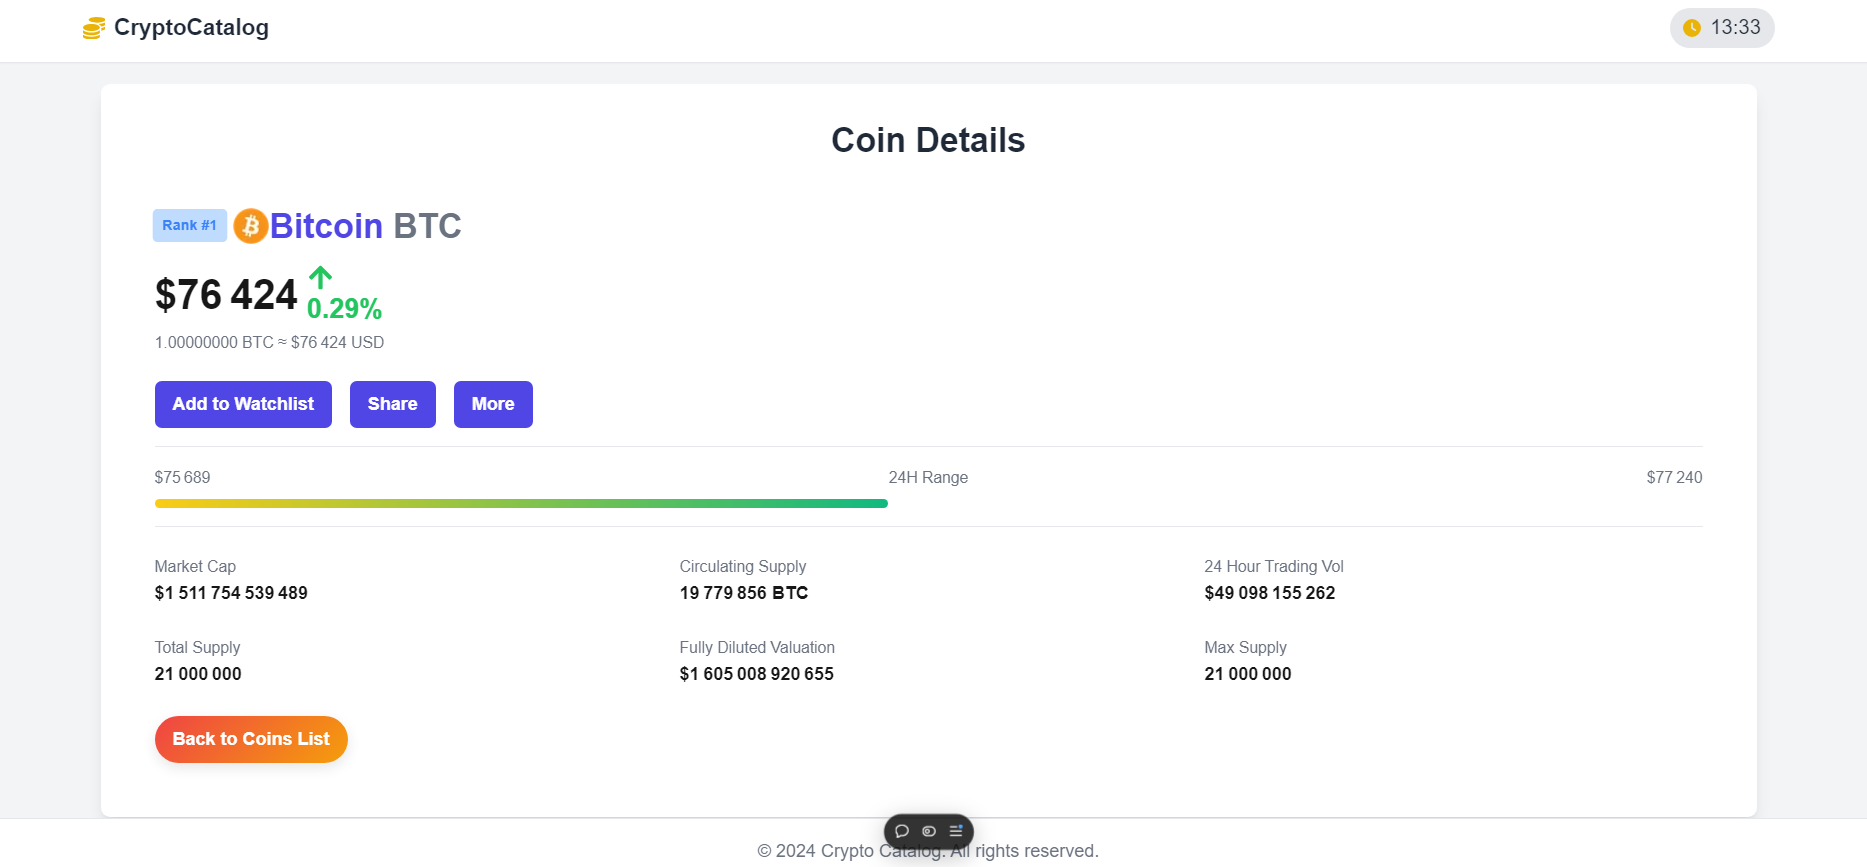 CryptoCatalog
13:33
Coin Details
Rank #1
Bitcoin BTC
$76 424
0.29%
1.00000000 BTC ≈ $76 424 USD
Add to Watchlist Share More
$75 689 24H Range $77 240
Market Cap Circulating Supply 24 Hour Trading Vol
$1 511 754 539 489 19 779 856 BTC $49 098 155 262
Total Supply Fully Diluted Valuation Max Supply
21 000 000 $1 605 008 920 655 21 000 000
Back to Coins List
© 2024 Crypto Catalog. All rights reserved.